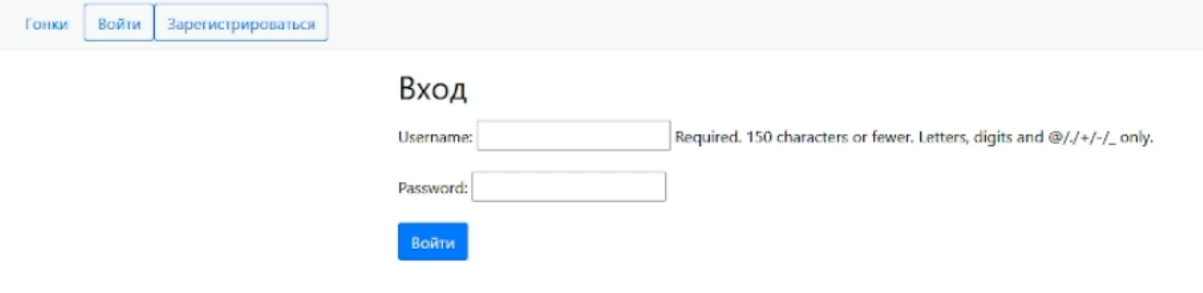 Гонки Войти Зарегистрироваться
Вход
Username: Required. 150 characters or fewer. Letters, digits and @/./+/-/_ only.
Password:
Войти